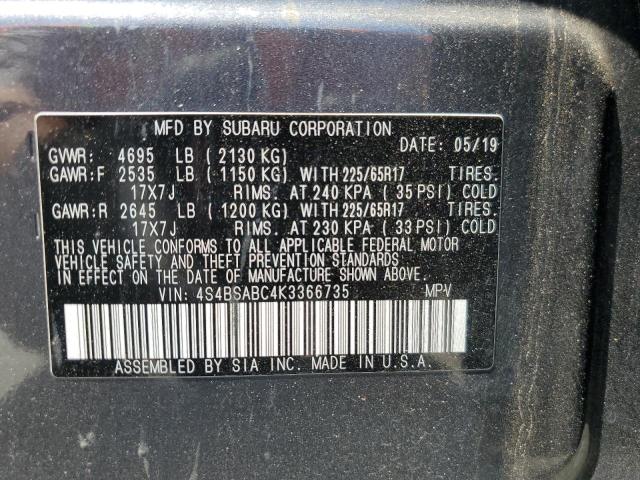 MFD BY SUBARU CORPORATION
DATE: 05/19
GVWR: 4695 LB ( 2130 KG)
GAWR:F 2535 LB ( 1150 KG) WITH 225/65R17 TIRES.
17X7J RIMS. AT 240 KPA ( 35 PSI) COLD
GAWR:R 2645 LB ( 1200 KG) WITH 225/65R17 TIRES.
17X7J RIMS. AT 230 KPA ( 33 PSI) COLD
THIS VEHICLE CONFORMS TO ALL APPLICABLE FEDERAL MOTOR
VEHICLE SAFETY AND THEFT PREVENTION STANDARDS
IN EFFECT ON THE DATE OF MANUFACTURE SHOWN ABOVE.
VIN: 4S4BSABC4K3366735 MPV
ASSEMBLED BY SIA INC. MADE IN U.S.A.